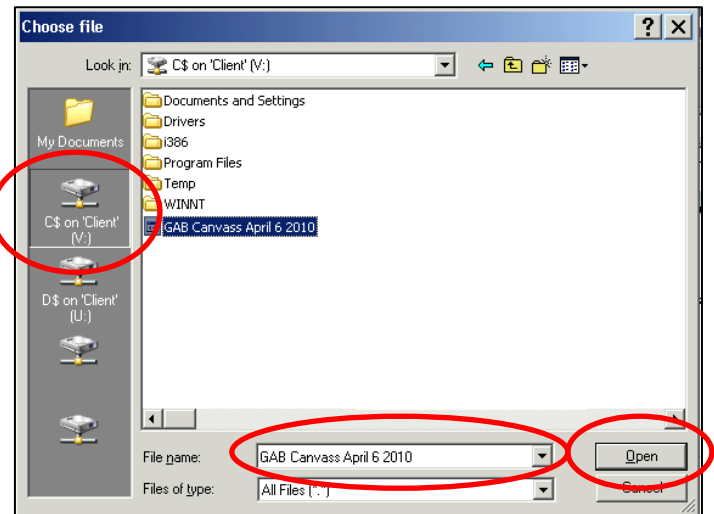 Choose file
?
Look in: C$ on 'Client' (V:)
My Documents
C$ on 'Client'
(V:)
D$ on 'Client'
(U:)
Documents and Settings
Drivers
i386
Program Files
Temp
WINNT
GAB Canvass April 6 2010
File name: GAB Canvass April 6 2010
Open
Files of type: All Files (*.*)
Cancel